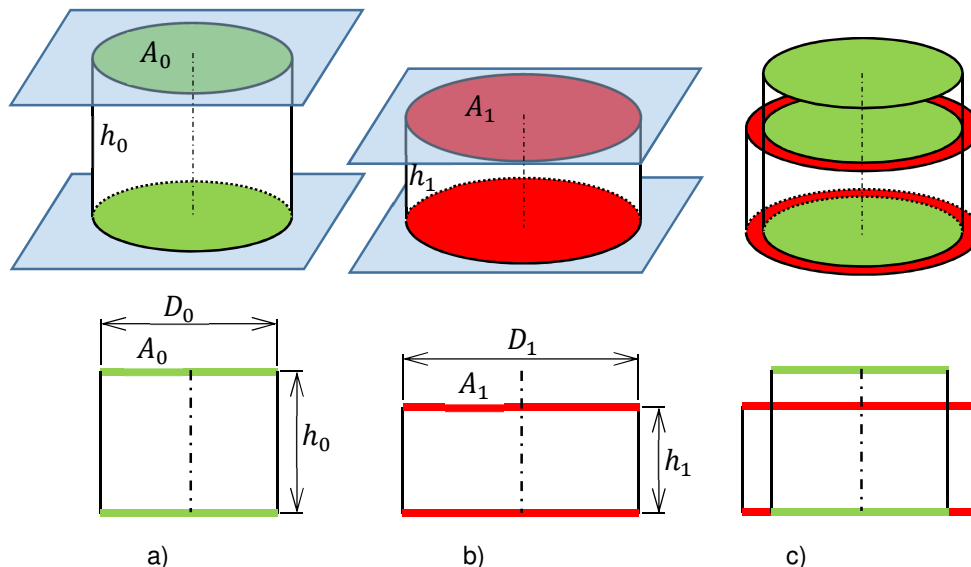 A₀
h₀
A₁
h₁
D₀
A₀
h₀
D₁
A₁
h₁
a)
b)
c)